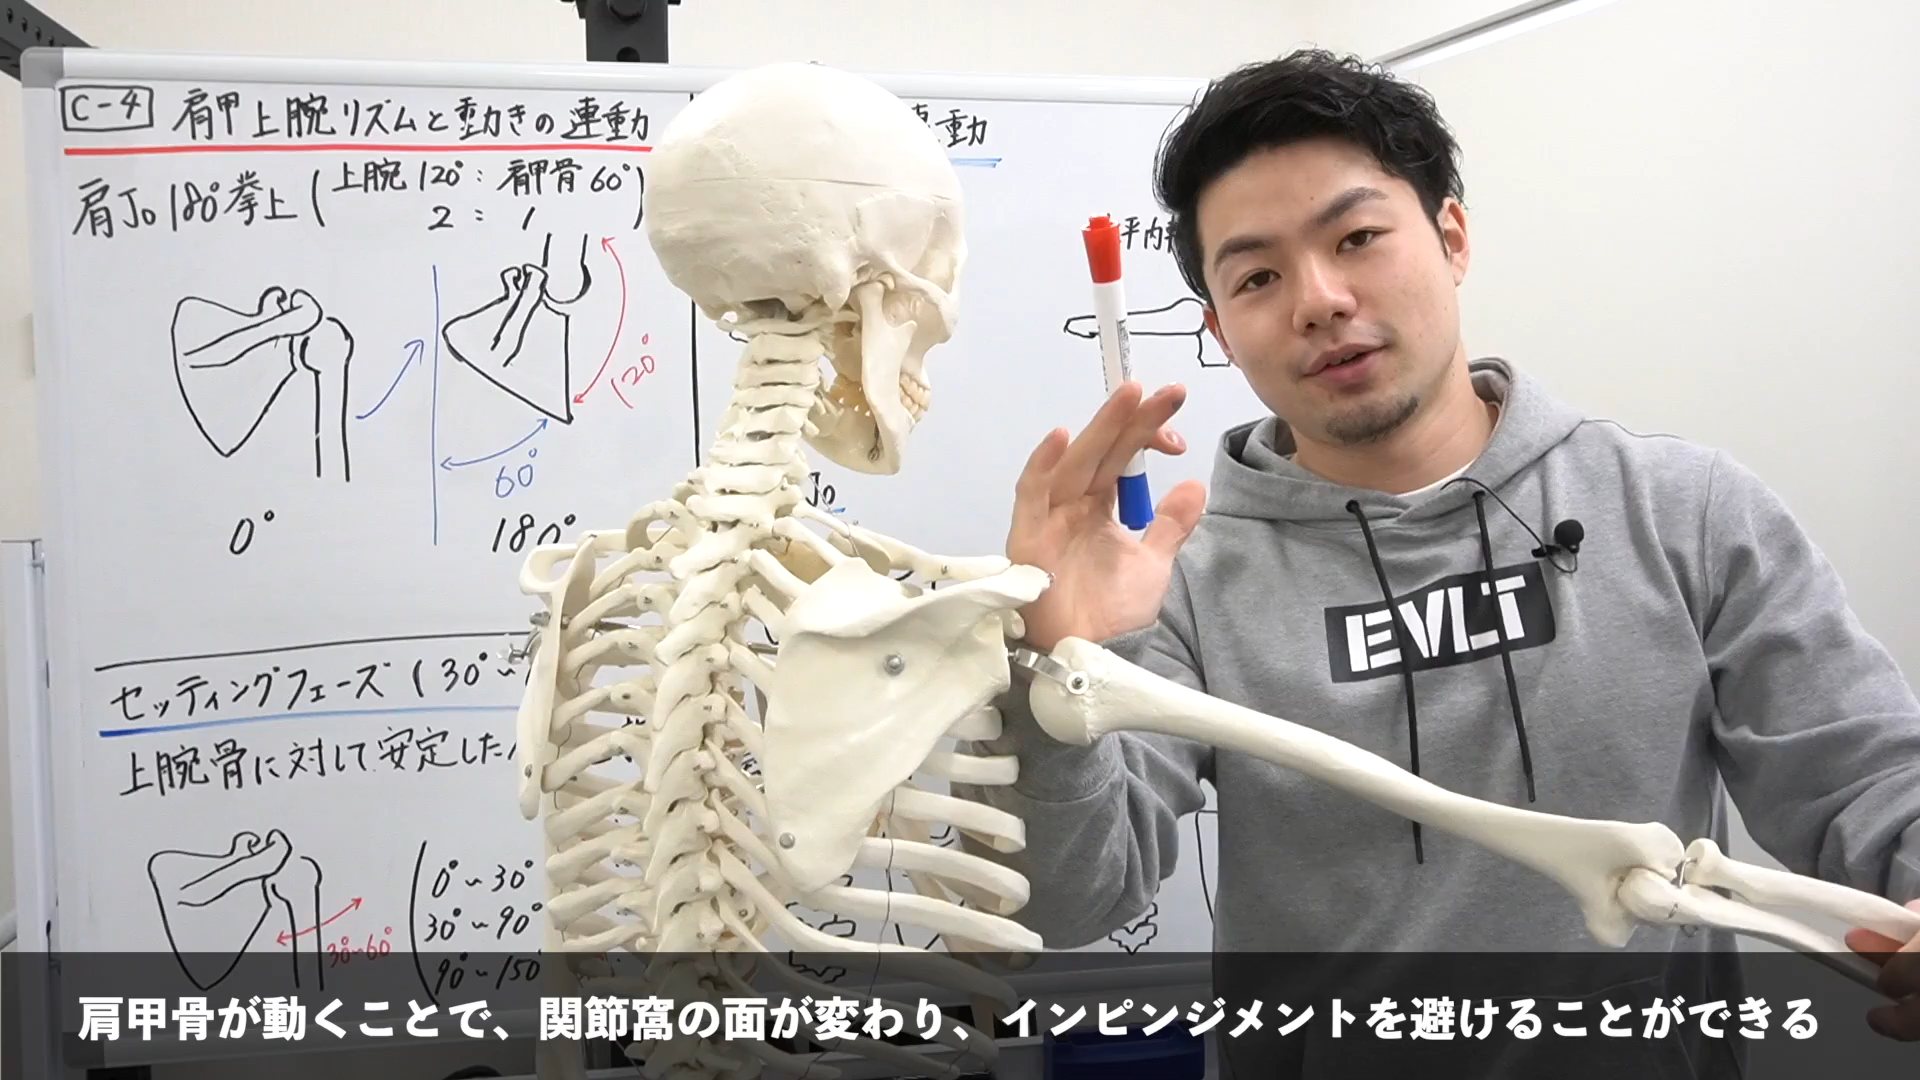 C-4 肩甲上腕リズムと動きの連動
肩Jo 180°挙上 (上腕120° : 肩甲骨60°)
2 : 1
120°
60°
0°
180°
連動
Jo
セッティングフェーズ (30°~
上腕骨に対して安定した
30°~60°
0°~30°
30°~90°
90°~150°
EVLT
肩甲骨が動くことで、関節窩の面が変わり、インピンジメントを避けることができる